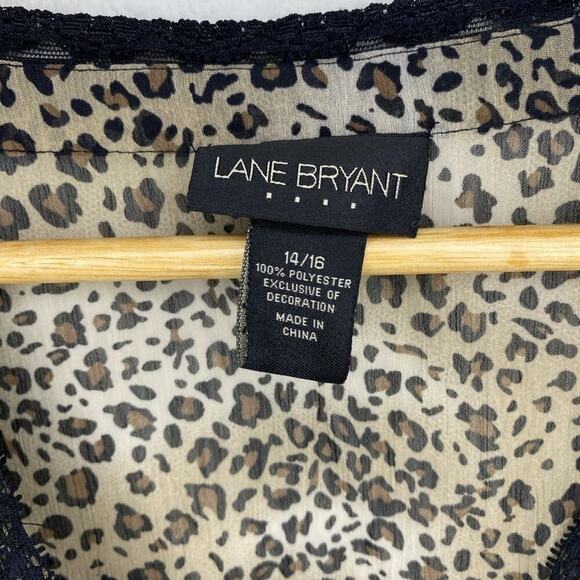 LANE BRYANT
14/16
100% POLYESTER
EXCLUSIVE OF
DECORATION
MADE IN
CHINA